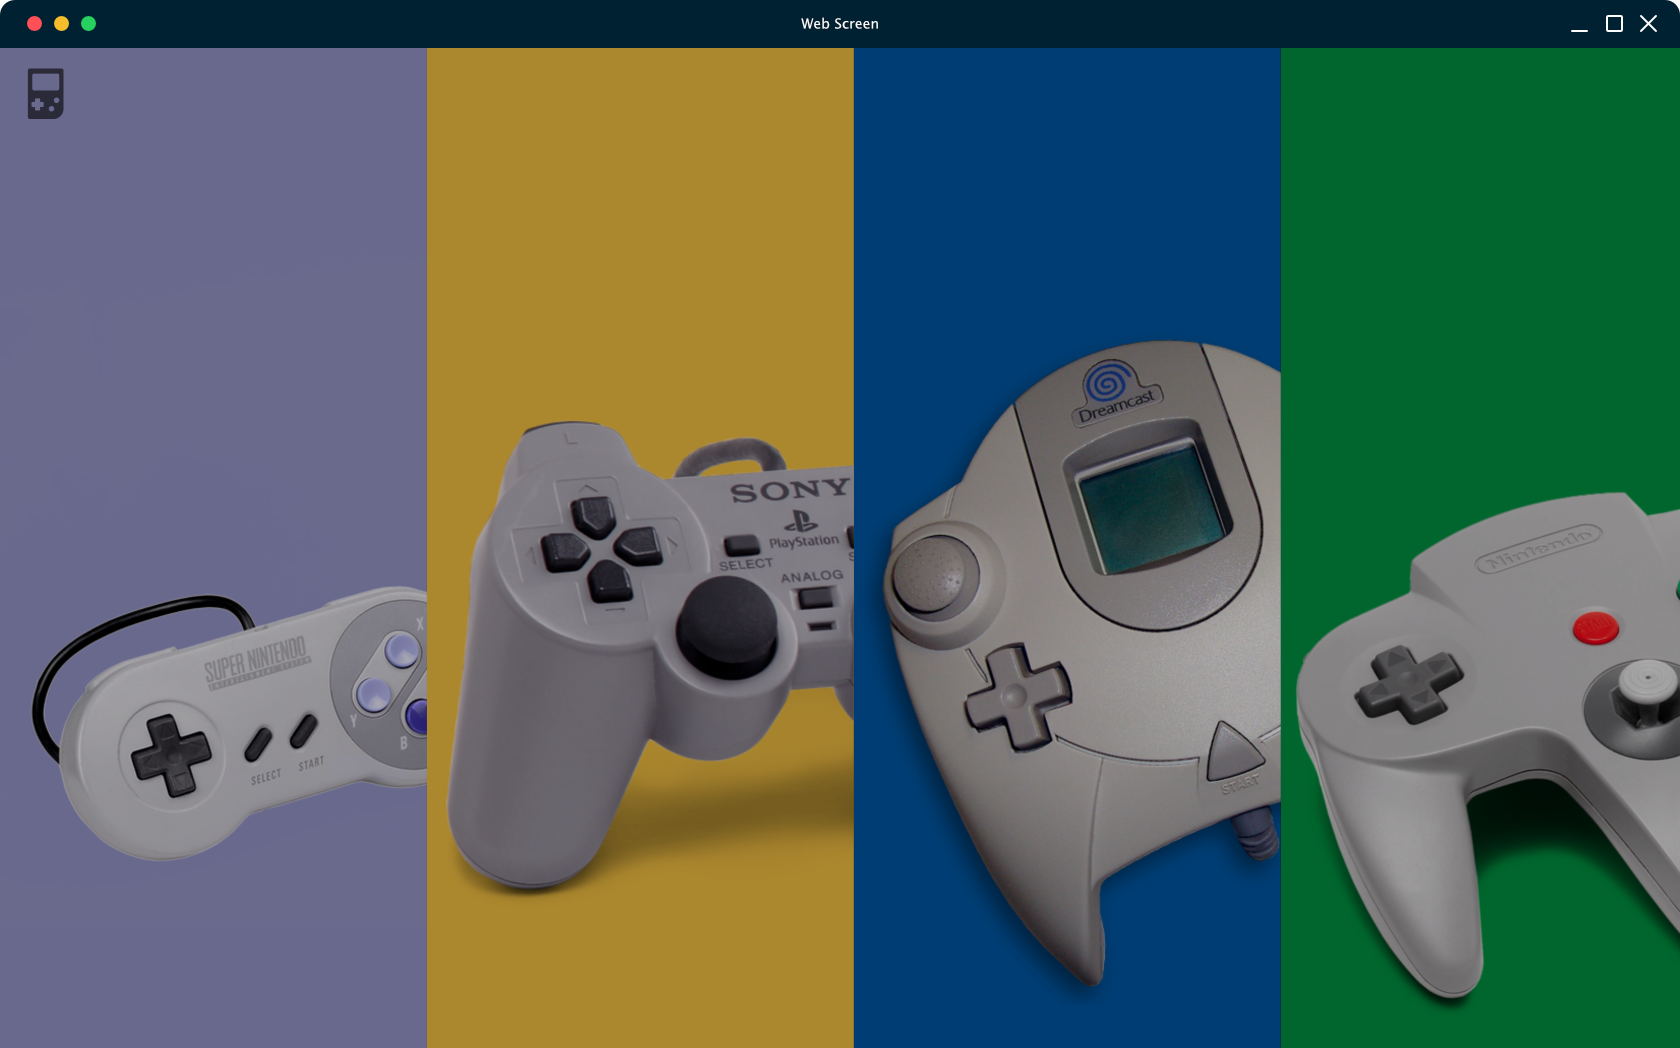 Web Screen
SUPER NINTENDO
ENTERTAINMENT SYSTEM
X
Y
B
SELECT
START
L
SONY
PlayStation
SELECT
S
ANALOG
Dreamcast
START
Nintendo